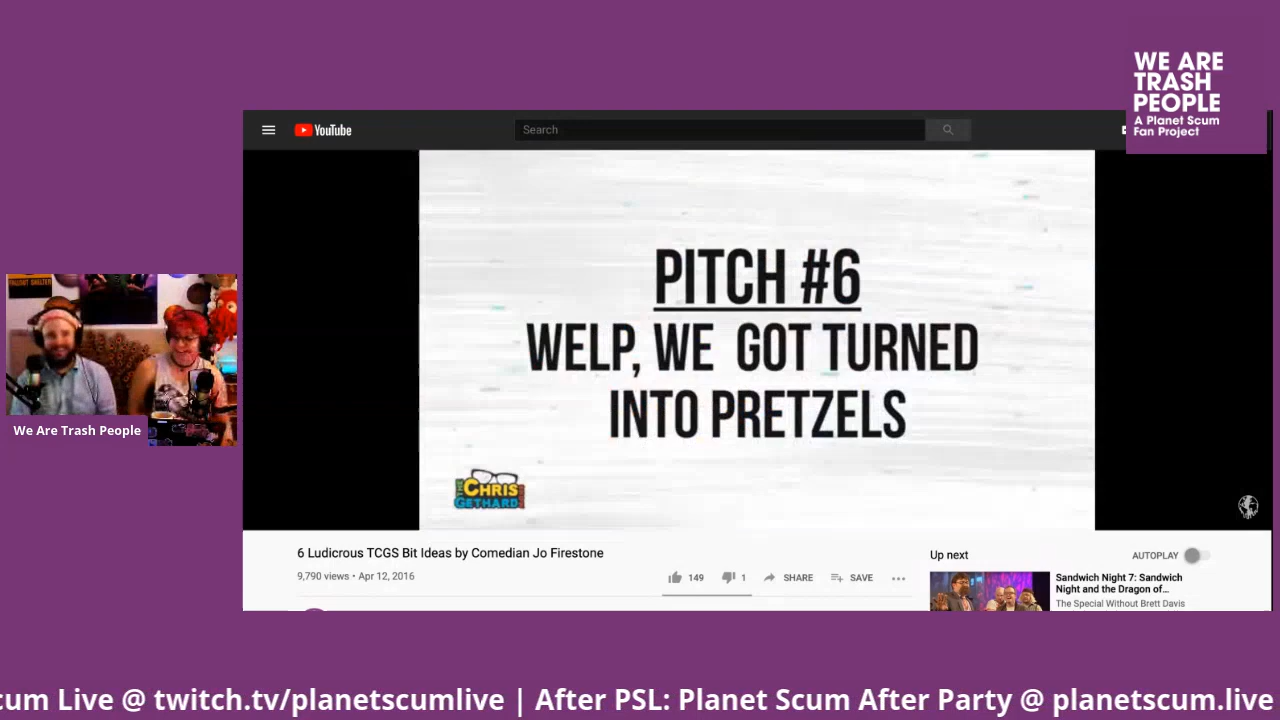 WE ARE
TRASH
PEOPLE
A Planet Scum
Fan Project
YouTube
Search
PITCH #6
WELP, WE GOT TURNED
INTO PRETZELS
THE
CHRIS
GETHARD
We Are Trash People
6 Ludicrous TCGS Bit Ideas by Comedian Jo Firestone
9,790 views • Apr 12, 2016
149
1
SHARE
SAVE
Up next
AUTOPLAY
Sandwich Night 7: Sandwich
Night and the Dragon of...
The Special Without Brett Davis
cum Live @ twitch.tv/planetscumlive | After PSL: Planet Scum After Party @ planetscum.live